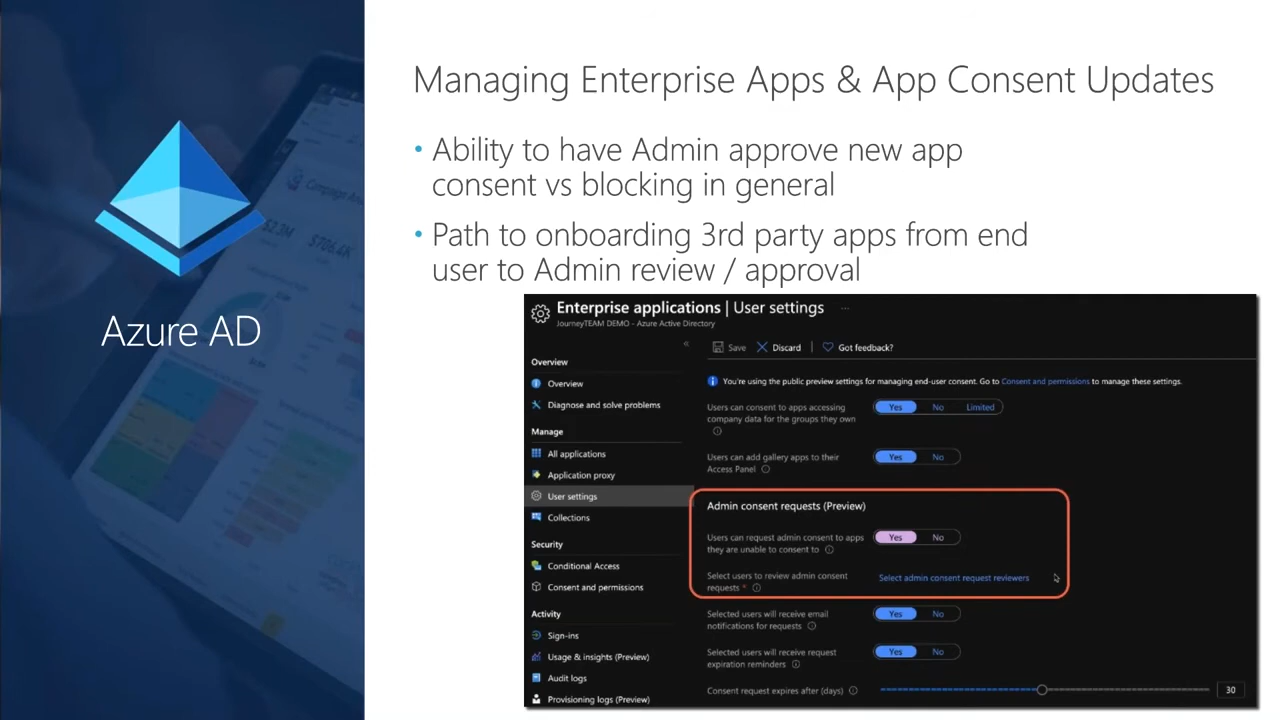 Managing Enterprise Apps & App Consent Updates
• Ability to have Admin approve new app
consent vs blocking in general
• Path to onboarding 3rd party apps from end
user to Admin review / approval
Azure AD
Enterprise applications | User settings ...
JourneyTEAM DEMO - Azure Active Directory
«
Overview
Overview
Diagnose and solve problems
Manage
All applications
Application proxy
User settings
Collections
Security
Conditional Access
Consent and permissions
Activity
Sign-ins
Usage & insights (Preview)
Audit logs
Provisioning logs (Preview)
Save Discard | Got feedback?
You're using the public preview settings for managing end-user consent. Go to Consent and permissions to manage these settings.
Users can consent to apps accessing
company data for the groups they own
Yes No Limited
Users can add gallery apps to their
Access Panel
Yes No
Admin consent requests (Preview)
Users can request admin consent to apps
they are unable to consent to
Yes No
Select users to review admin consent
requests *
Select admin consent request reviewers
Selected users will receive email
notifications for requests
Yes No
Selected users will receive request
expiration reminders
Yes No
Consent request expires after (days)
30